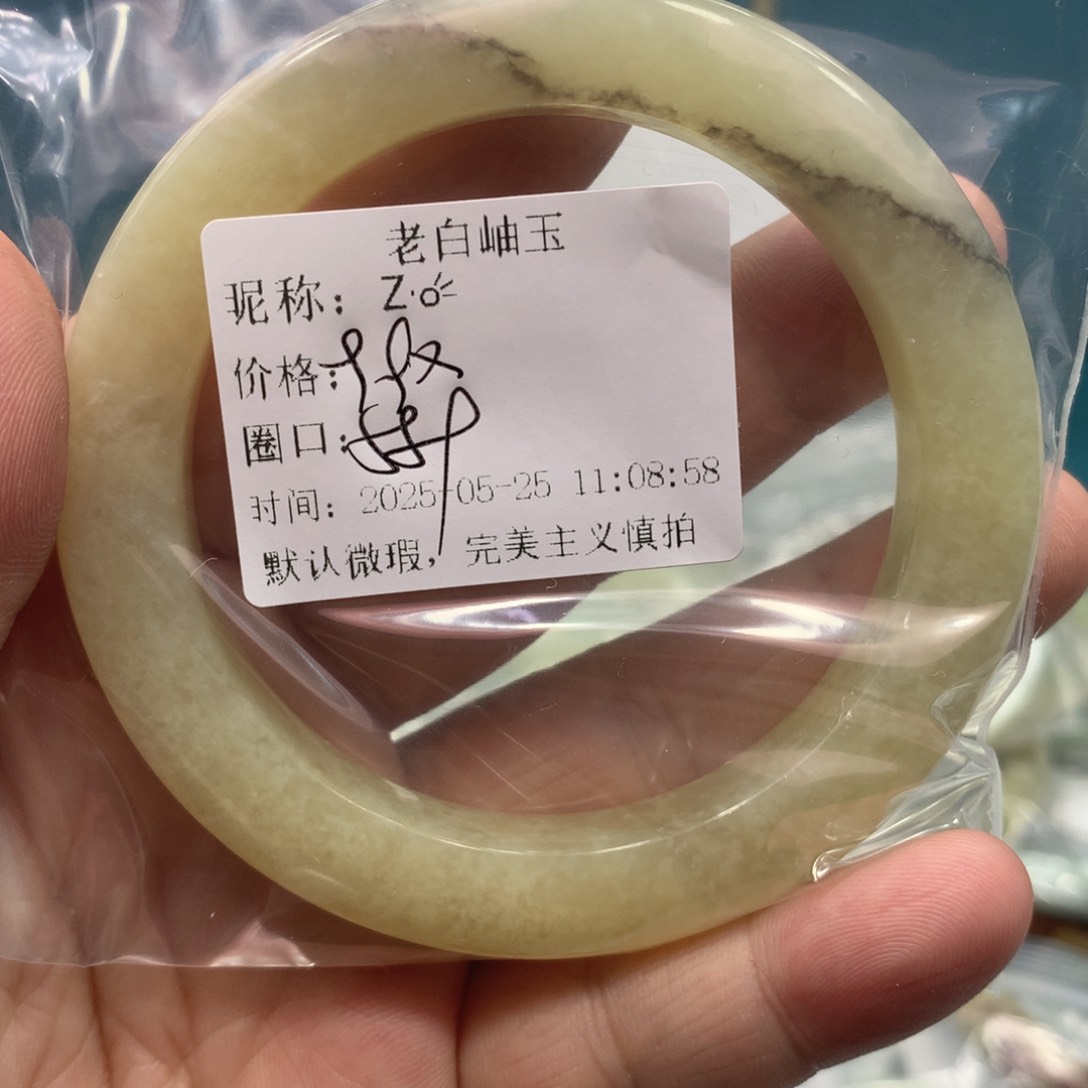 老白岫玉
昵称: Z.o
价格:
圈口:
时间: 2025-05-25 11:08:58
默认微瑕，完美主义慎拍